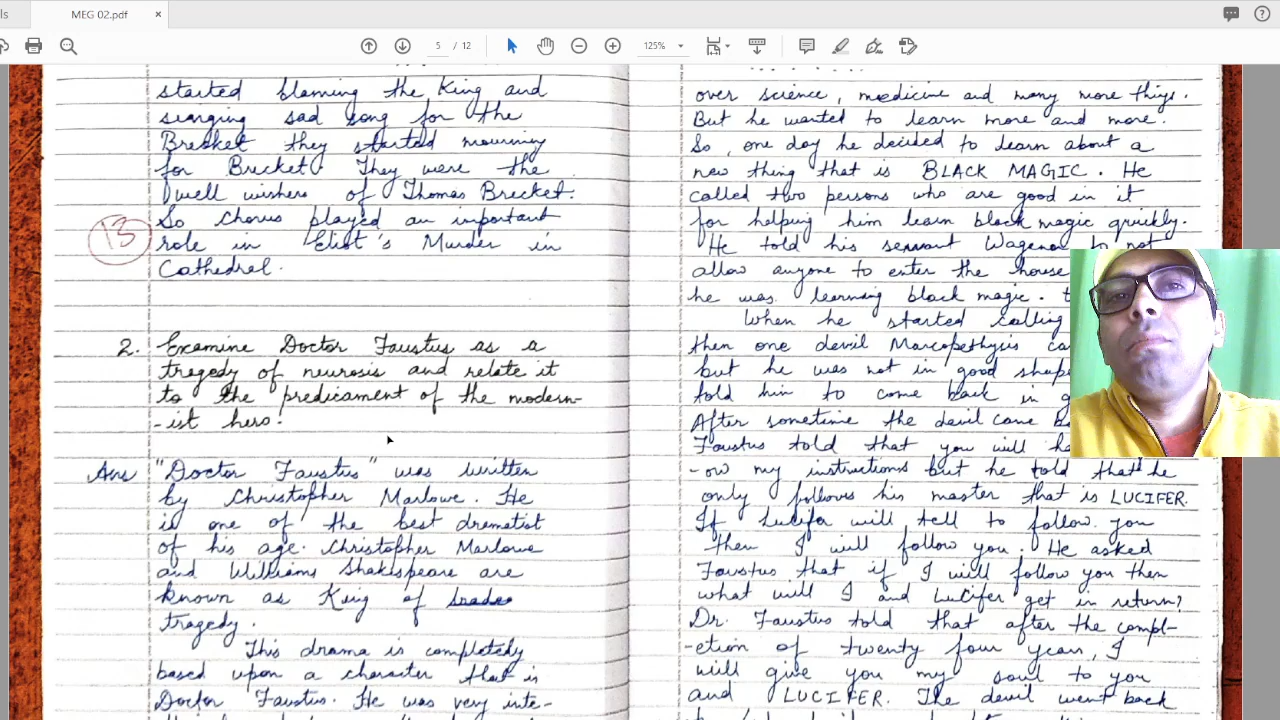 ls
MEG 02.pdf
×
5 / 12
125%
started blaming the King and
singing sad song for the
Brecket they started mourning
for Brecket They were the
well wishers of Thomas Brecket.
So chorus played an important
13
role in Eliot's Murder in
Cathedral.
2. Examine Doctor Faustus as a
tragedy of neurosis and relate it
to the predicament of the modern-
-ist hero.
Ans "Doctor Faustus" was written
by Christopher Marlowe. He
is one of the best dramatist
of his age. Christopher Marlowe
and William Shakespeare are
known as King of
tragedy.
This drama is completely
based upon a character that
Doctor Faustus. He was very inte-
over science, medicine and many more things.
But he wanted to learn more and more.
So, one day he decided to learn about a
new thing that is BLACK MAGIC. He
called two persons who are good in it
for helping him learn black magic quickly.
He told his servant to not
allow anyone to enter the house
he was learning black magic.
When he started calling
then one devil
but he was not in good shape
told him to come back in
After sometime the devil came
Faustus told that you will
-ow my instructions but he told that he
only follows his master that is LUCIFER.
If Lucifer will tell to follow you
then I will follow you. He asked
Faustus that if I will follow you then
what will I and Lucifer get in return?
Dr. Faustus told that after the compl-
-etion of twenty four years, I
will give you my soul to you
and LUCIFER. The devil went back